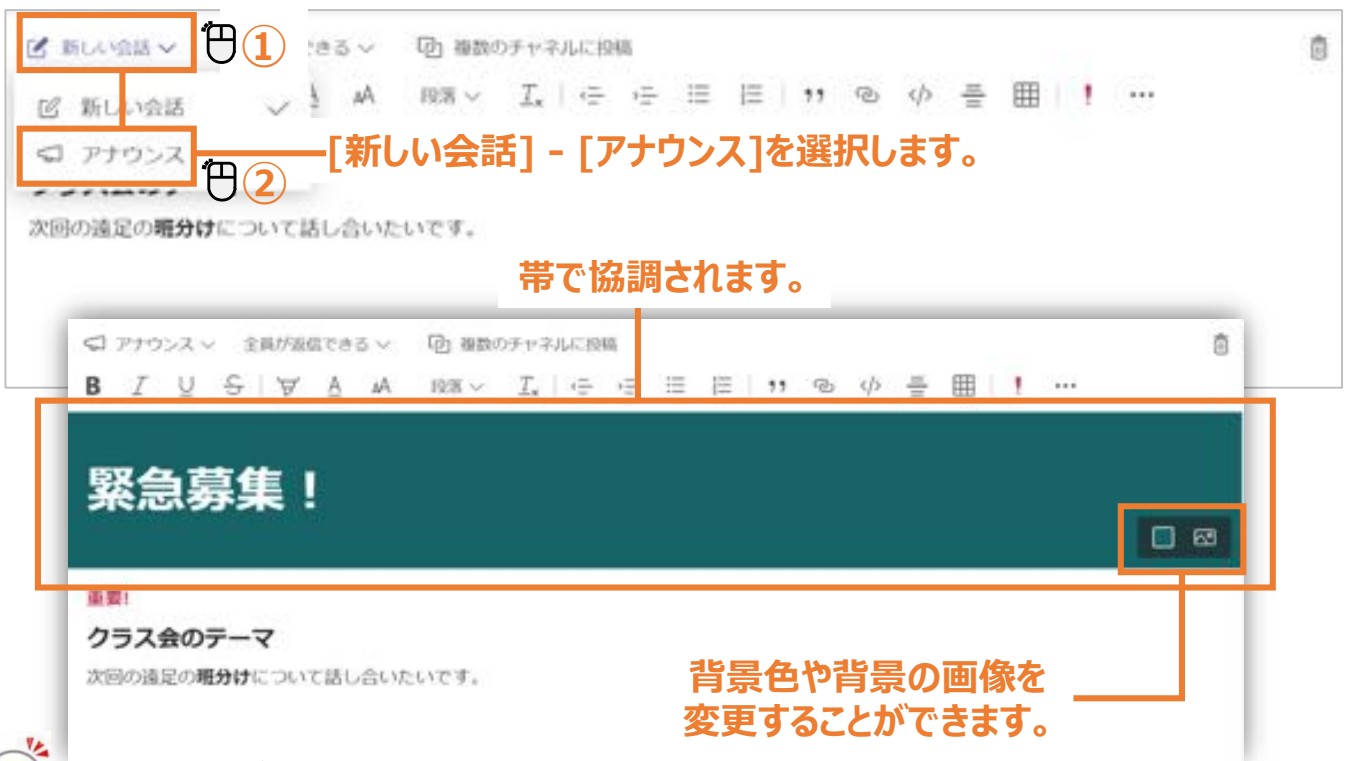 新しい会話
①
できる
複数のチャネルに投稿
新しい会話
段落
アナウンス
②
[新しい会話] - [アナウンス]を選択します。
次回の遠足の班分けについて話し合いたいです。
帯で協調されます。
アナウンス 全員が返信できる 複数のチャネルに投稿
B I U S A AA 段落
緊急募集！
重要!
クラス会のテーマ
次回の遠足の班分けについて話し合いたいです。
背景色や背景の画像を
変更することができます。